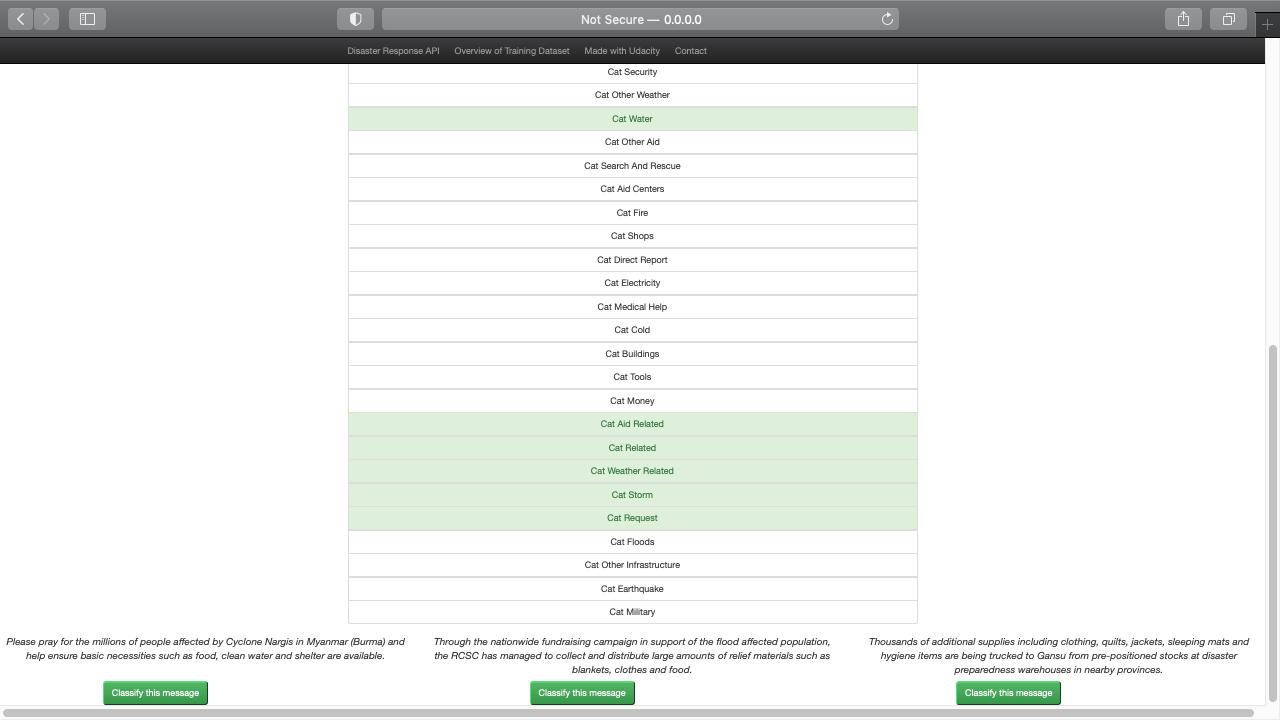 Not Secure — 0.0.0.0
Disaster Response API Overview of Training Dataset Made with Udacity Contact
Cat Security
Cat Other Weather
Cat Water
Cat Other Aid
Cat Search And Rescue
Cat Aid Centers
Cat Fire
Cat Shops
Cat Direct Report
Cat Electricity
Cat Medical Help
Cat Cold
Cat Buildings
Cat Tools
Cat Money
Cat Aid Related
Cat Related
Cat Weather Related
Cat Storm
Cat Request
Cat Floods
Cat Other Infrastructure
Cat Earthquake
Cat Military
Please pray for the millions of people affected by Cyclone Nargis in Myanmar (Burma) and
help ensure basic necessities such as food, clean water and shelter are available.
Classify this message
Through the nationwide fundraising campaign in support of the flood affected population,
the RCSC has managed to collect and distribute large amounts of relief materials such as
blankets, clothes and food.
Classify this message
Thousands of additional supplies including clothing, quilts, jackets, sleeping mats and
hygiene items are being trucked to Gansu from pre-positioned stocks at disaster
preparedness warehouses in nearby provinces.
Classify this message